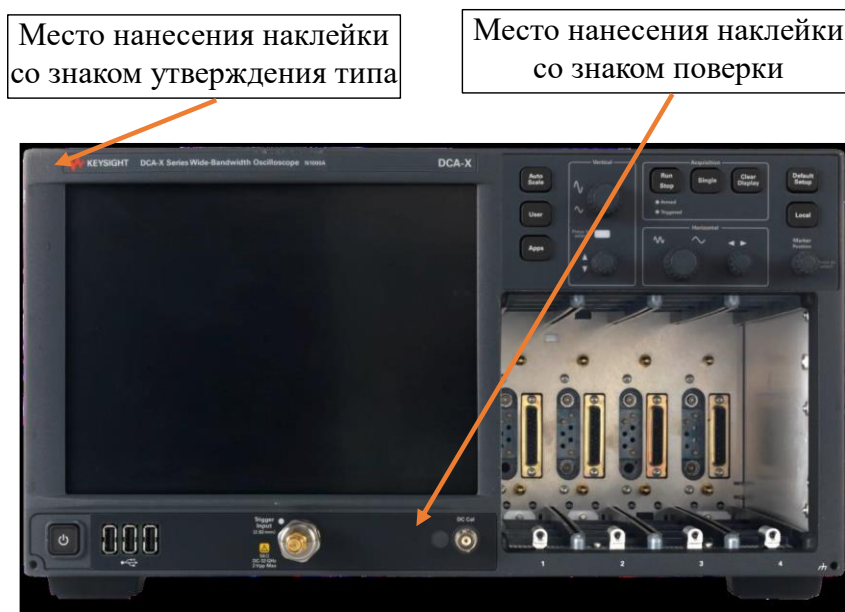 Место нанесения наклейки
со знаком утверждения типа
Место нанесения наклейки
со знаком поверки
KEYSIGHT DCA-X Series Wide-Bandwidth Oscilloscope N1000A
DCA-X
Auto
Scale
User
Apps
Vertical
Acquisition
Run
Stop
Single
Clear
Display
Armed
Triggered
Default
Setup
Local
Horizontal
Marker
Position
Trigger
Input
DC Cal
1
2
3
4